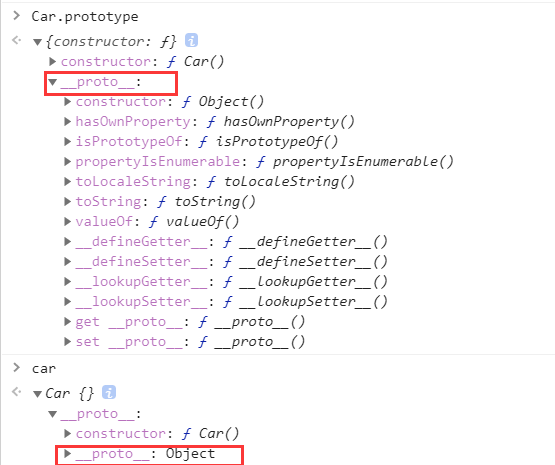 Car.prototype
{constructor: ƒ}
constructor: ƒ Car()
__proto__:
constructor: ƒ Object()
hasOwnProperty: ƒ hasOwnProperty()
isPrototypeOf: ƒ isPrototypeOf()
propertyIsEnumerable: ƒ propertyIsEnumerable()
toLocaleString: ƒ toLocaleString()
toString: ƒ toString()
valueOf: ƒ valueOf()
__defineGetter__: ƒ __defineGetter__()
__defineSetter__: ƒ __defineSetter__()
__lookupGetter__: ƒ __lookupGetter__()
__lookupSetter__: ƒ __lookupSetter__()
get __proto__: ƒ __proto__()
set __proto__: ƒ __proto__()
car
Car {}
__proto__:
constructor: ƒ Car()
__proto__: Object